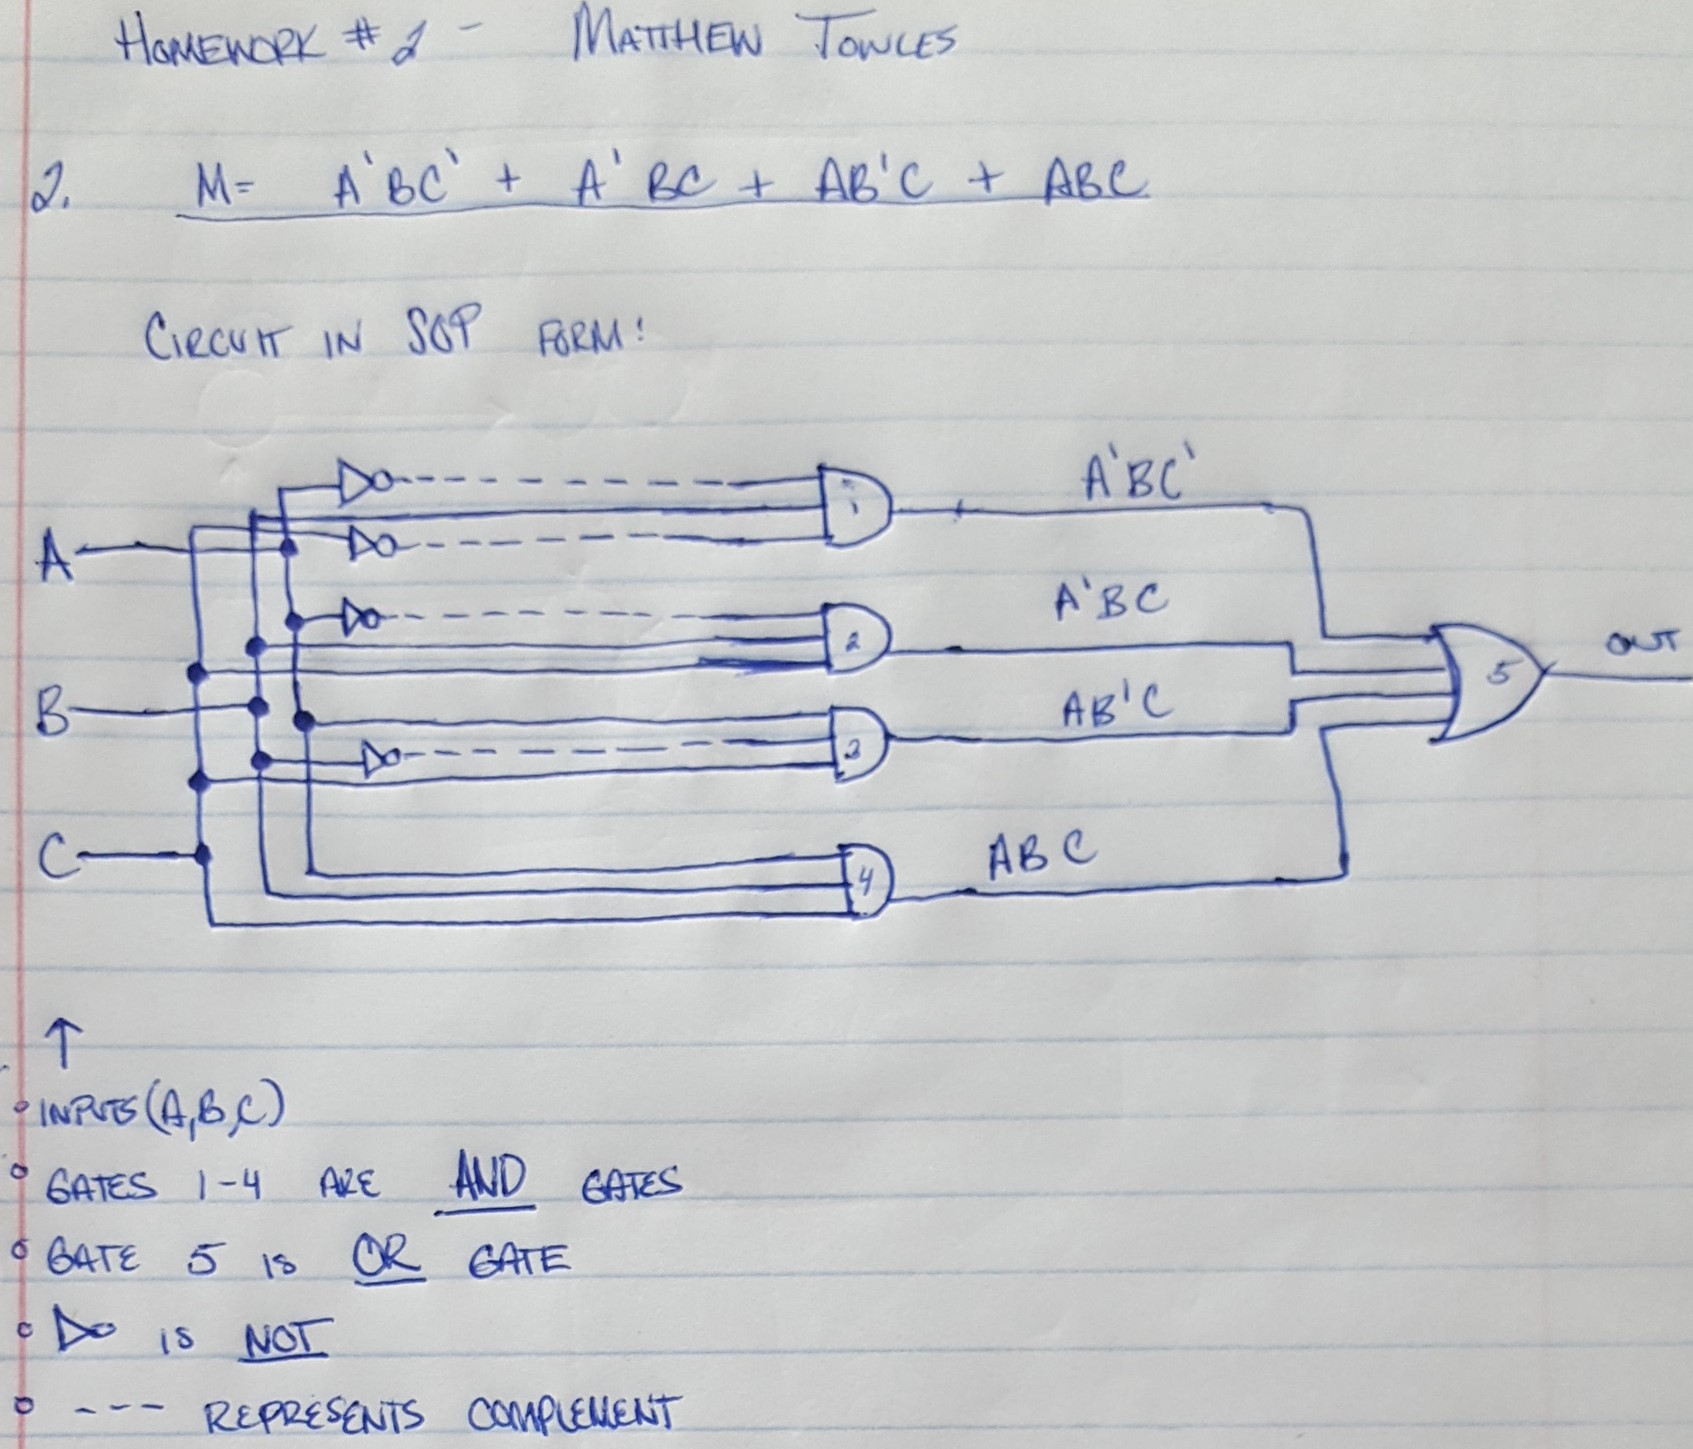 HOMEWORK # 2 - MATTHEW TOWLES
2. M= A'BC' + A'BC + AB'C + ABC
CIRCUIT IN SOP FORM:
A'BC'
1
A
A'BC
2
OUT
5
B
AB'C
3
C
ABC
4
↑
INPUTS (A,B,C)
GATES 1-4 ARE AND GATES
GATE 5 IS OR GATE
IS NOT
--- REPRESENTS COMPLEMENT